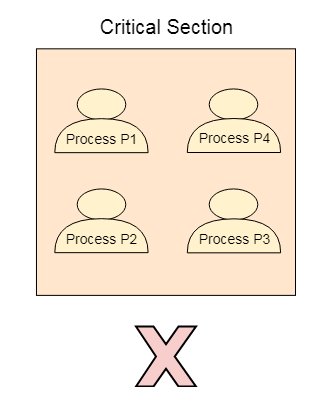 Critical Section
Process P1
Process P4
Process P2
Process P3
X